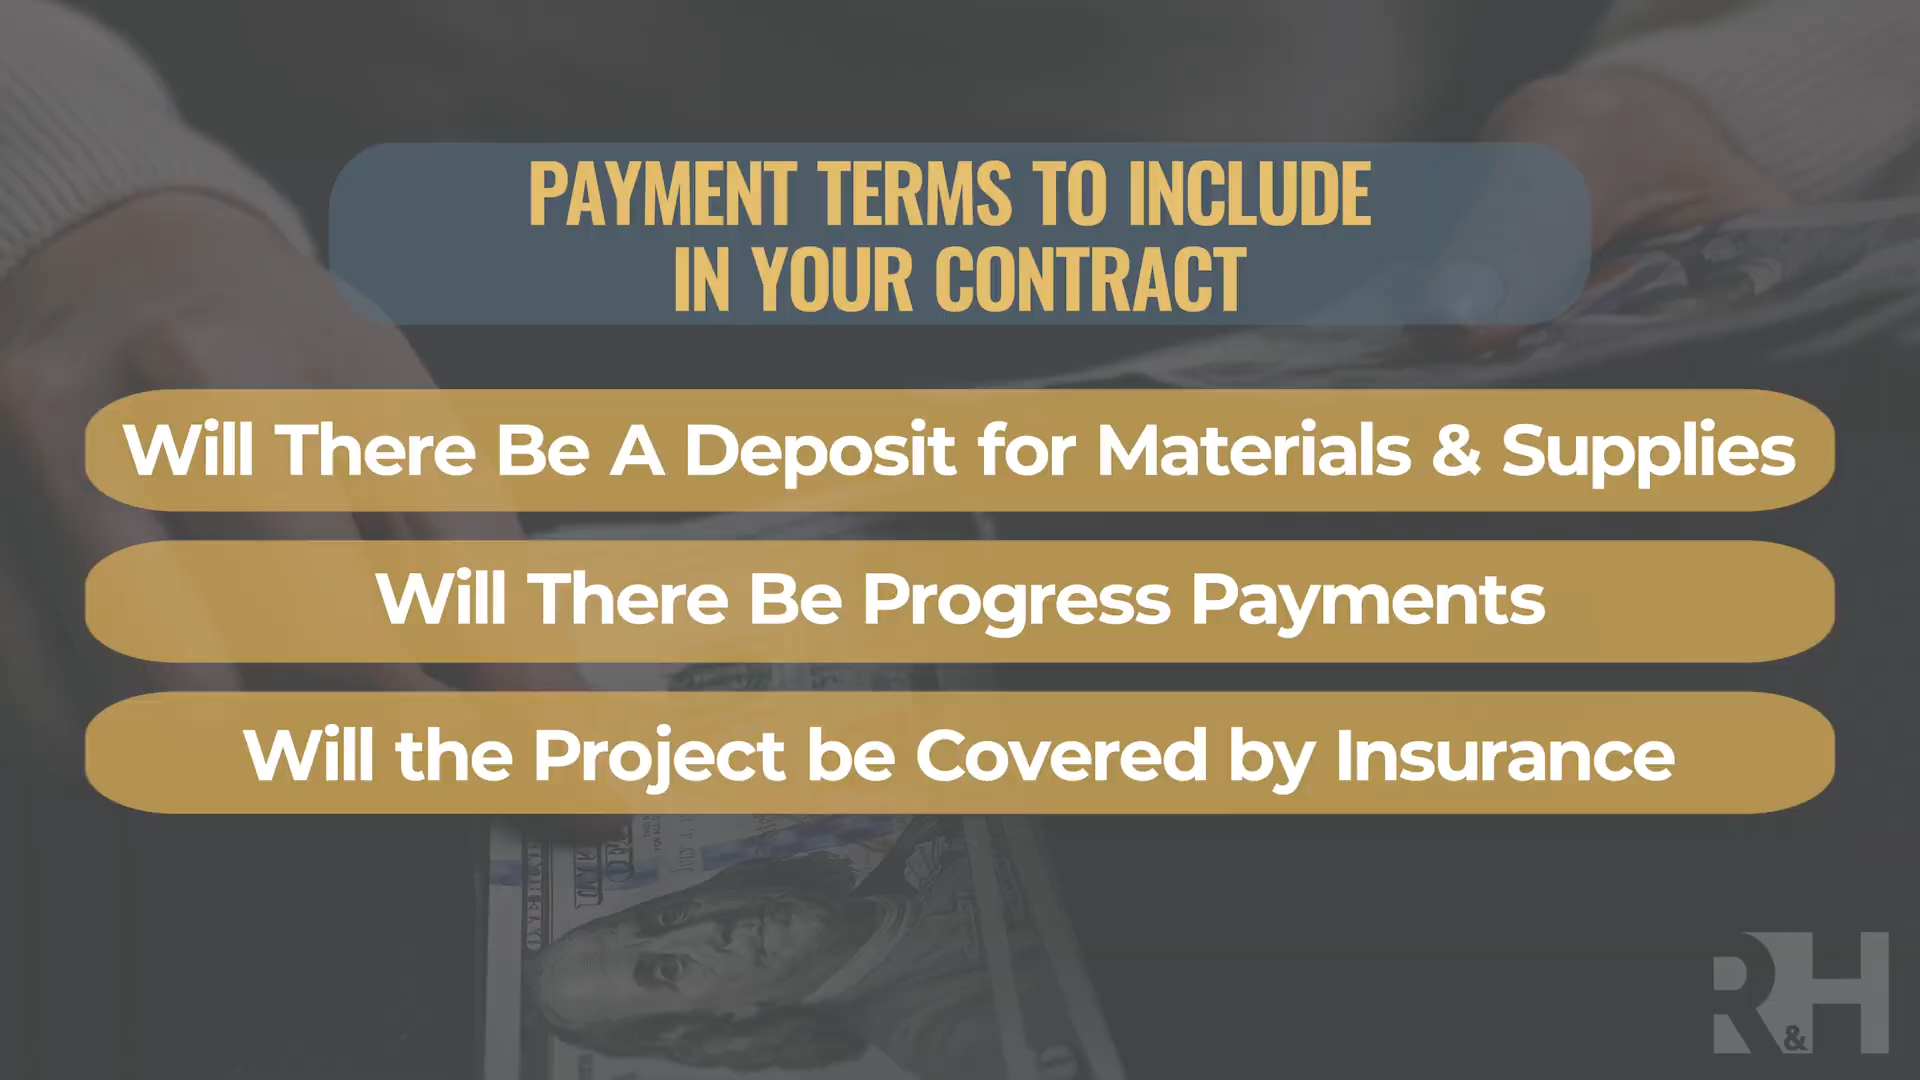 PAYMENT TERMS TO INCLUDE
IN YOUR CONTRACT
Will There Be A Deposit for Materials & Supplies
Will There Be Progress Payments
Will the Project be Covered by Insurance
R&H